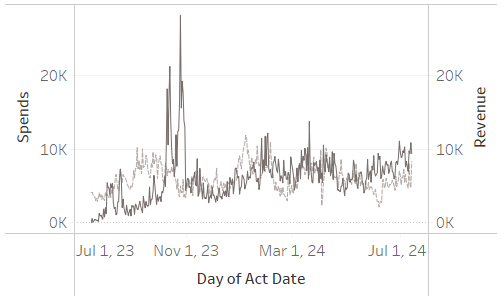 Spends
20K
10K
0K
20K
10K
0K
Revenue
Jul 1, 23
Nov 1, 23
Mar 1, 24
Jul 1, 24
Day of Act Date